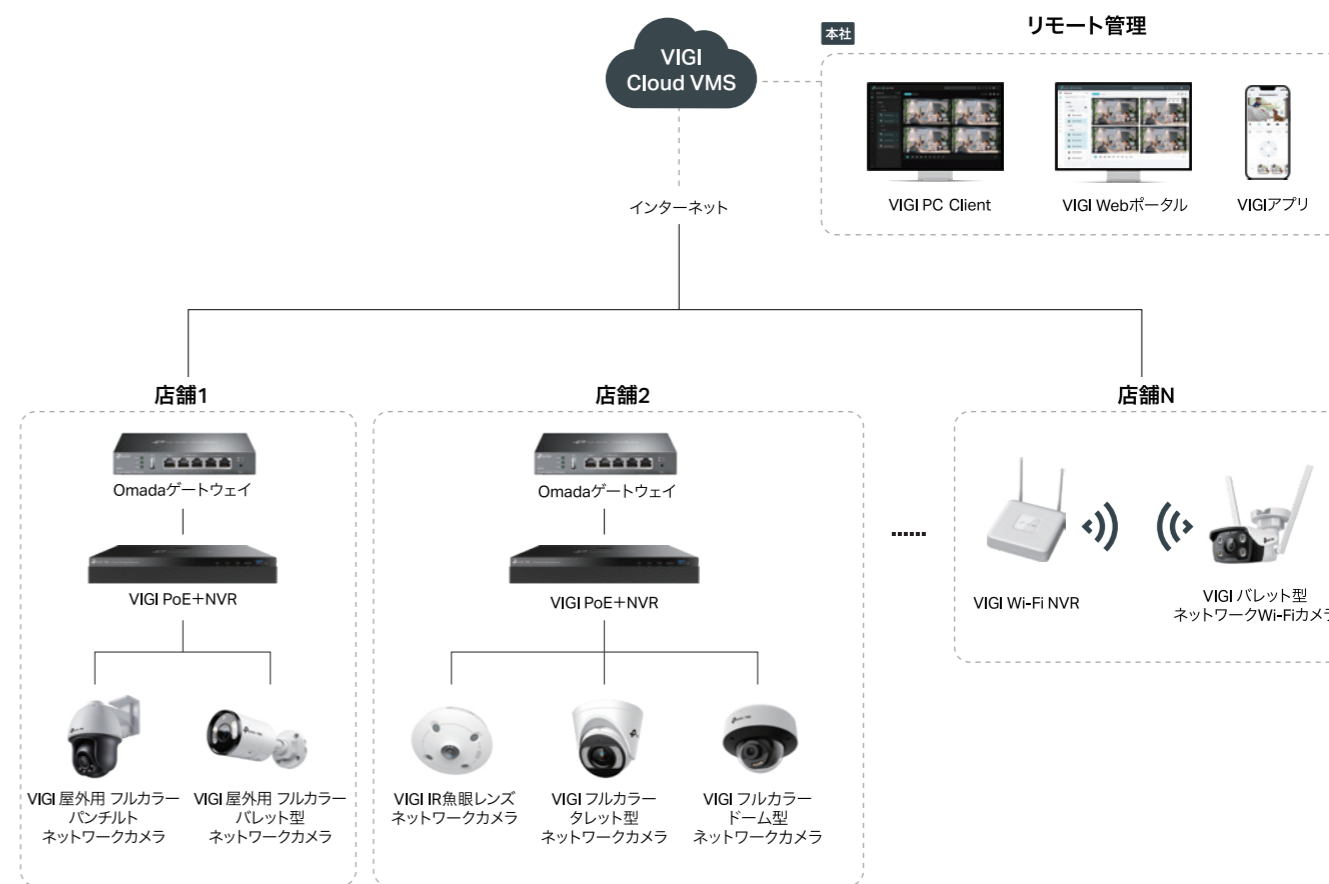 VIGI
Cloud VMS
本社
リモート管理
VIGI PC Client
VIGI Webポータル
VIGIアプリ
インターネット
店舗1
店舗2
店舗N
Omadaゲートウェイ
Omadaゲートウェイ
......
VIGI PoE+NVR
VIGI PoE+NVR
VIGI Wi-Fi NVR
VIGI バレット型
ネットワークWi-Fiカメラ
VIGI 屋外用 フルカラー
パンチルト
ネットワークカメラ
VIGI 屋外用 フルカラー
バレット型
ネットワークカメラ
VIGI IR魚眼レンズ
ネットワークカメラ
VIGI フルカラー
タレット型
ネットワークカメラ
VIGI フルカラー
ドーム型
ネットワークカメラ